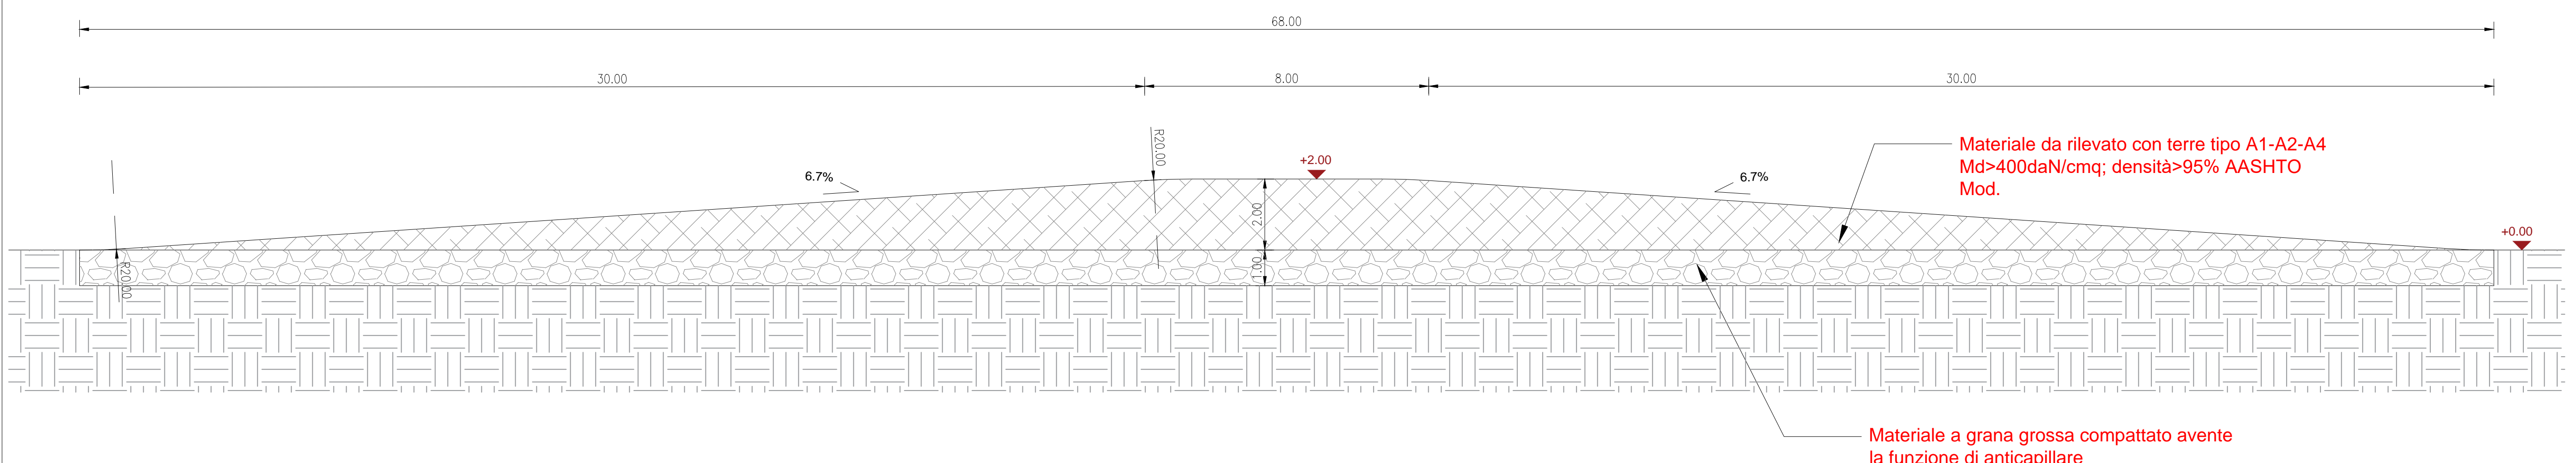 68.00
30.00
8.00
30.00
R20.00
+2.00
6.7%
6.7%
Materiale da rilevato con terre tipo A1-A2-A4
Md>400daN/cmq; densità>95% AASHTO
Mod.
2.00
+0.00
R20.00
1.00
Materiale a grana grossa compattato avente
la funzione di anticapillare